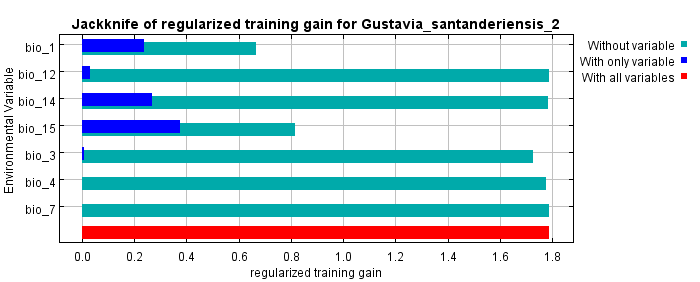 Jackknife of regularized training gain for Gustavia_santanderiensis_2
Without variable
With only variable
With all variables
Environmental Variable
bio_1
bio_12
bio_14
bio_15
bio_3
bio_4
bio_7
0.0 0.2 0.4 0.6 0.8 1.0 1.2 1.4 1.6 1.8
regularized training gain